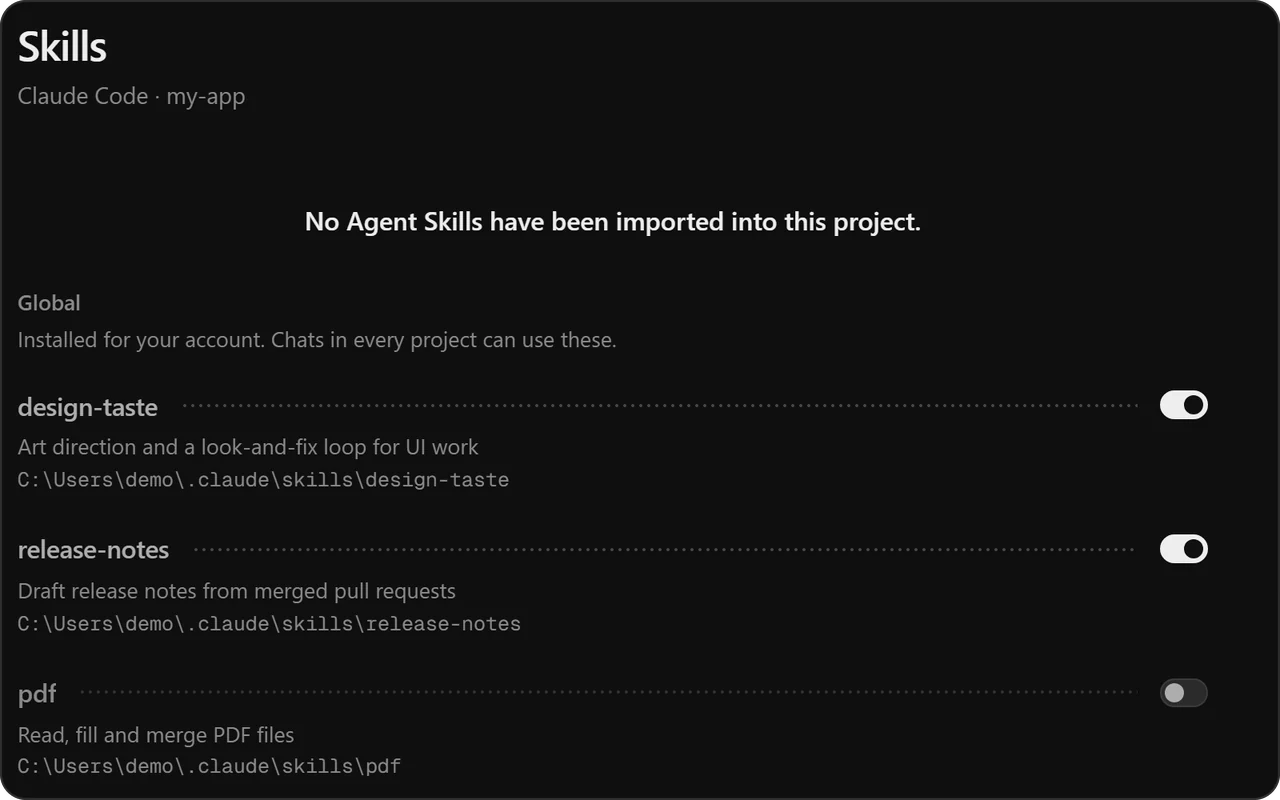 Skills
Claude Code · my-app
No Agent Skills have been imported into this project.
Global
Installed for your account. Chats in every project can use these.
design-taste
Art direction and a look-and-fix loop for UI work
C:\Users\demo\.claude\skills\design-taste
release-notes
Draft release notes from merged pull requests
C:\Users\demo\.claude\skills\release-notes
pdf
Read, fill and merge PDF files
C:\Users\demo\.claude\skills\pdf